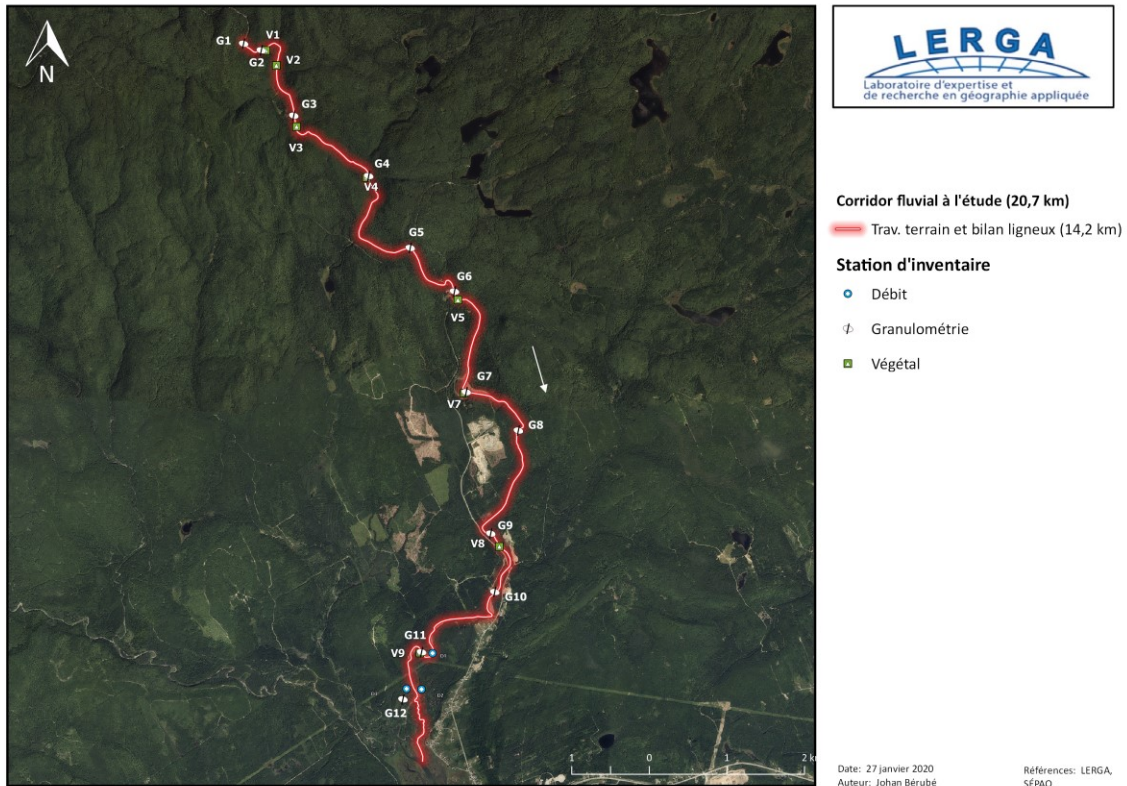 G1
V1
G2
V2
N
G3
V3
G4
V4
G5
G6
V5
G7
V7
G8
G9
V8
G10
G11
V9
G12
1 0 1 2 k
LERGA
Laboratoire d'expertise et
de recherche en géographie appliquée
Corridor fluvial à l'étude (20,7 km)
Trav. terrain et bilan ligneux (14,2 km)
Station d'inventaire
Débit
Granulométrie
Végétal
Date: 27 janvier 2020
Auteur: Johan Bérubé
Références: LERGA,
SÉPAQ